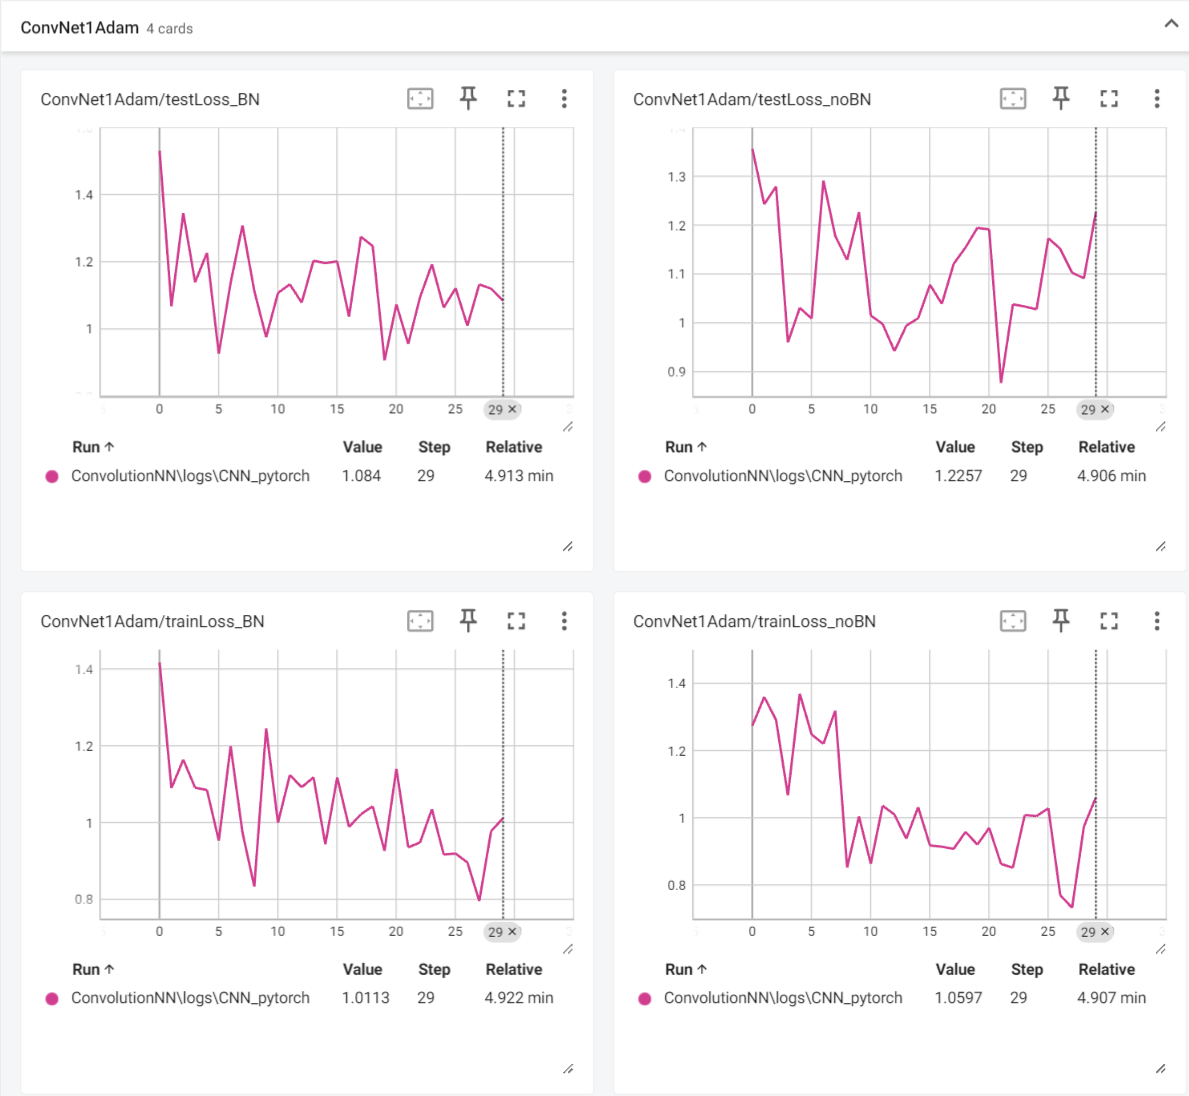 ConvNet1Adam 4 cards
ConvNet1Adam/testLoss_BN
1.4
1.2
1
0 5 10 15 20 25 29 ✕
Run ↑ Value Step Relative
ConvolutionNN\logs\CNN_pytorch 1.084 29 4.913 min
ConvNet1Adam/testLoss_noBN
1.3
1.2
1.1
1
0.9
0 5 10 15 20 25 29 ✕
Run ↑ Value Step Relative
ConvolutionNN\logs\CNN_pytorch 1.2257 29 4.906 min
ConvNet1Adam/trainLoss_BN
1.4
1.2
1
0.8
0 5 10 15 20 25 29 ✕
Run ↑ Value Step Relative
ConvolutionNN\logs\CNN_pytorch 1.0113 29 4.922 min
ConvNet1Adam/trainLoss_noBN
1.4
1.2
1
0.8
0 5 10 15 20 25 29 ✕
Run ↑ Value Step Relative
ConvolutionNN\logs\CNN_pytorch 1.0597 29 4.907 min